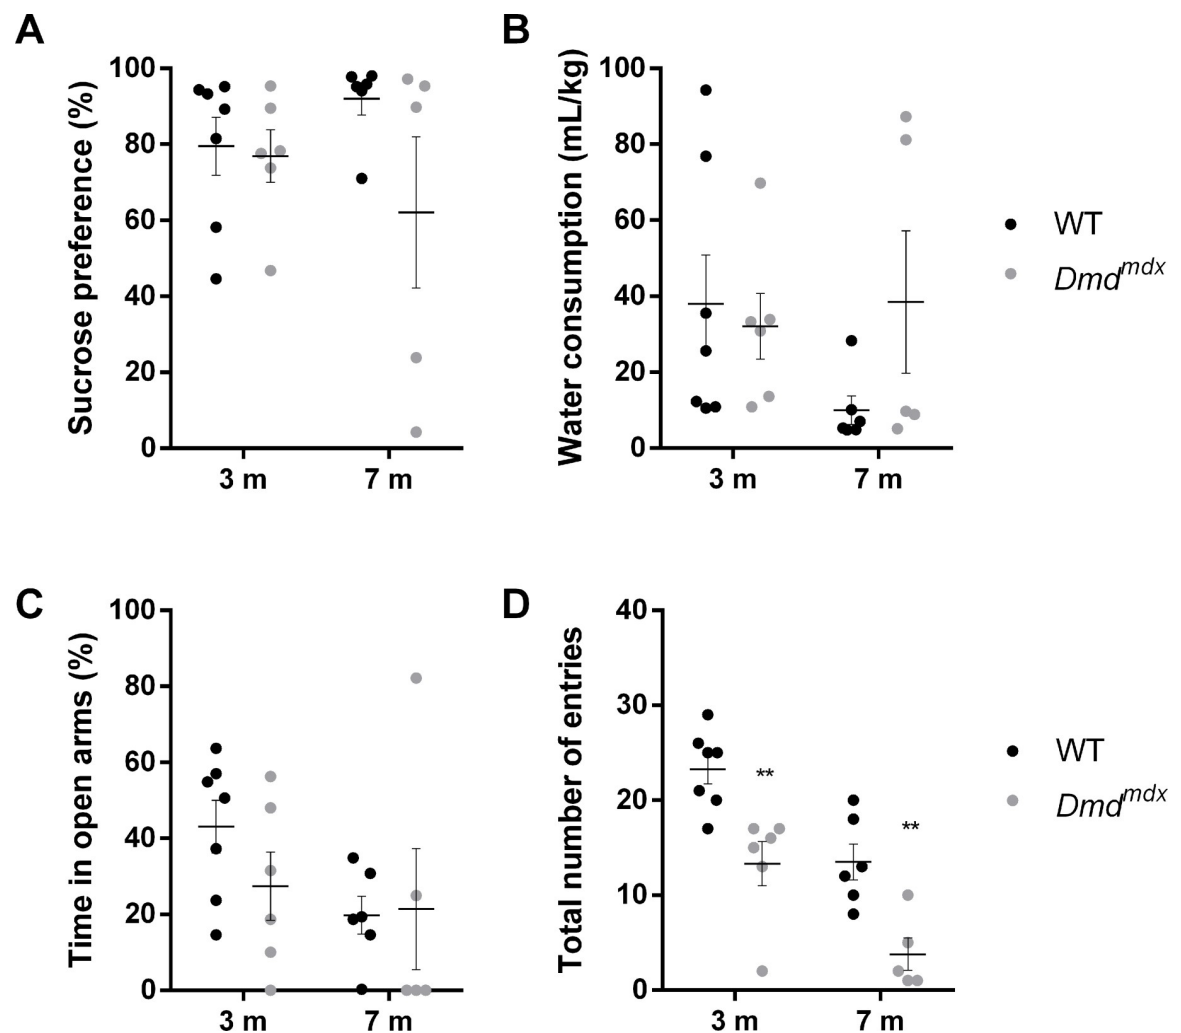 A
Sucrose preference (%)
100
80
60
40
20
0
3 m
7 m
B
Water consumption (mL/kg)
100
80
60
40
20
0
3 m
7 m
WT
Dmdmdx
C
Time in open arms (%)
100
80
60
40
20
0
3 m
7 m
D
Total number of entries
40
30
20
10
0
**
**
3 m
7 m
WT
Dmdmdx